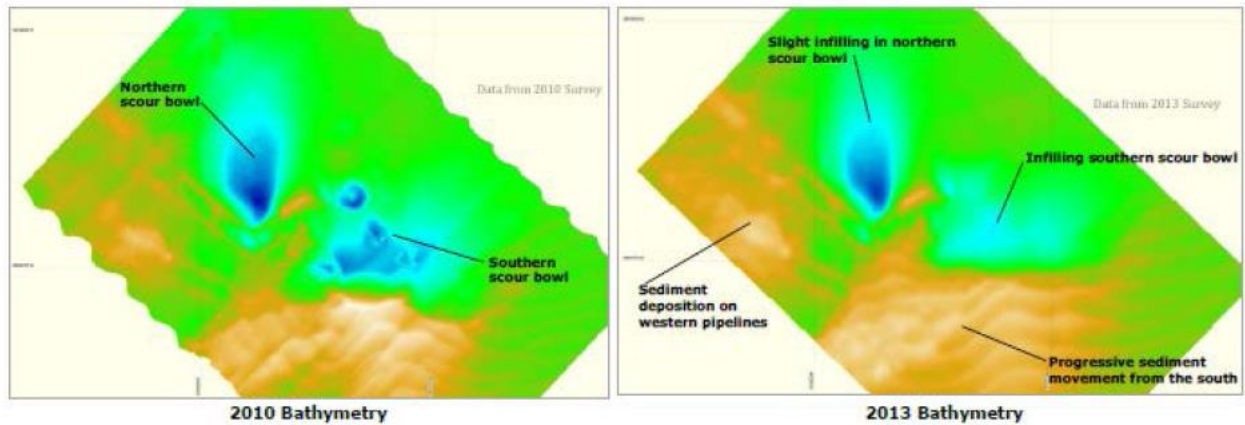 Northern
scour bowl
Data from 2010 Survey
Southern
scour bowl
2010 Bathymetry
Slight infilling in northern
scour bowl
Data from 2013 Survey
Infilling southern scour bowl
Sediment
deposition on
western pipelines
Progressive sediment
movement from the south
2013 Bathymetry